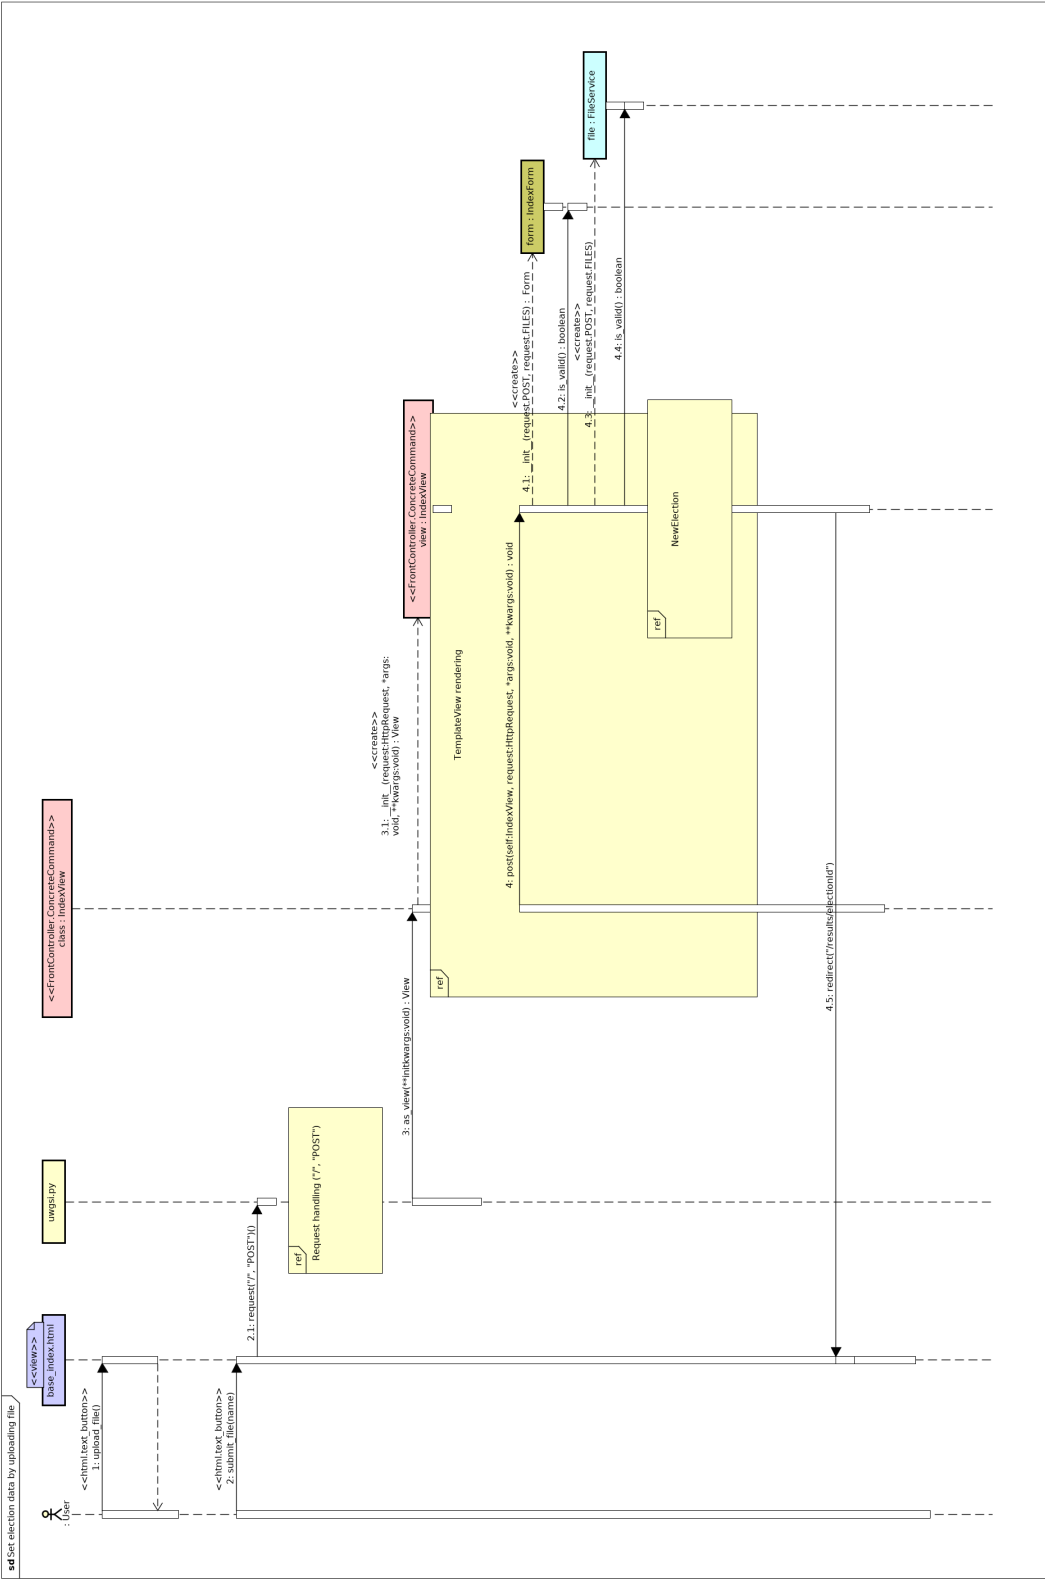 sd Set election data by uploading file
: User
<<view>>
base_index.html
uwgsi.py
<<FrontController.ConcreteCommand>>
class : IndexView
<<html.text_button>>
1: upload_file()
<<html.text_button>>
2: submit_file(name)
2.1: request("/", "POST")()
ref
Request handling ("/", "POST")
3: as_view(**initkwargs:void) : View
<<create>>
3.1: __init__(request:HttpRequest, *args:
void, **kwargs:void) : View
<<FrontController.ConcreteCommand>>
view : IndexView
ref
TemplateView rendering
4: post(self:IndexView, request:HttpRequest, *args:void, **kwargs:void) : void
<<create>>
4.1: __init__(request.POST, request.FILES) : Form
form : IndexForm
4.2: is_valid() : boolean
<<create>>
4.3: __init__(request.POST, request.FILES)
file : FileService
4.4: is_valid() : boolean
ref
NewElection
4.5: redirect("/results/electionId")